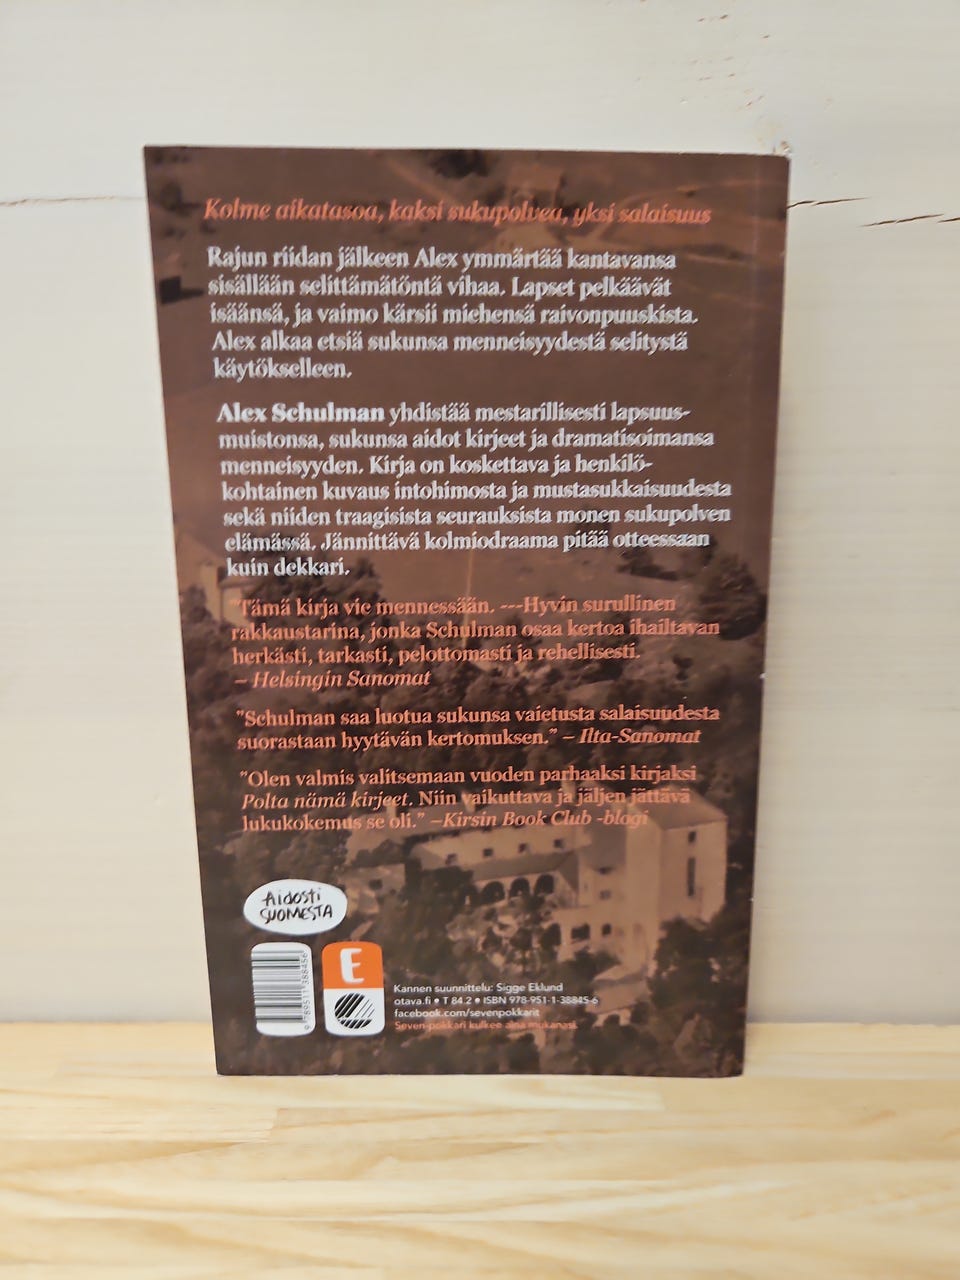 Kolme aikatasoa, kaksi sukupolvea, yksi salaisuus
Rajun riidan jälkeen Alex ymmärtää kantavansa
sisällään selittämätöntä vihaa. Lapset pelkäävät
isäänsä, ja vaimo kärsii miehensä raivonpuuskista.
Alex alkaa etsiä sukunsa menneisyydestä selitystä
käytökselleen.
Alex Schulman yhdistää mestarillisesti lapsuus-
muistonsa, sukunsa aidot kirjeet ja dramatisoimansa
menneisyyden. Kirja on koskettava ja henkilö-
kohtainen kuvaus intohimosta ja mustasukkaisuudesta
sekä niiden traagisista seurauksista monen sukupolven
elämässä. Jännittävä kolmiodraama pitää otteessaan
kuin dekkari.
"Tämä kirja vie mennessään. ---Hyvin surullinen
rakkaustarina, jonka Schulman osaa kertoa ihailtavan
herkästi, tarkasti, pelottomasti ja rehellisesti.
– Helsingin Sanomat
"Schulman saa luotua sukunsa vaietusta salaisuudesta
suorastaan hyytävän kertomuksen." – Ilta-Sanomat
"Olen valmis valitsemaan vuoden parhaaksi kirjaksi
Polta nämä kirjeet. Niin vaikuttava ja jäljen jättävä
lukukokemus se oli." –Kirsin Book Club -blogi
Aidosti
SUOMESTA
9 789511 388456
E
Kannen suunnittelu: Sigge Eklund
otava.fi • T 84.2 • ISBN 978-951-1-38845-6
facebook.com/sevenpokkarit
Seven-pokkari kulkee aina mukanasi.